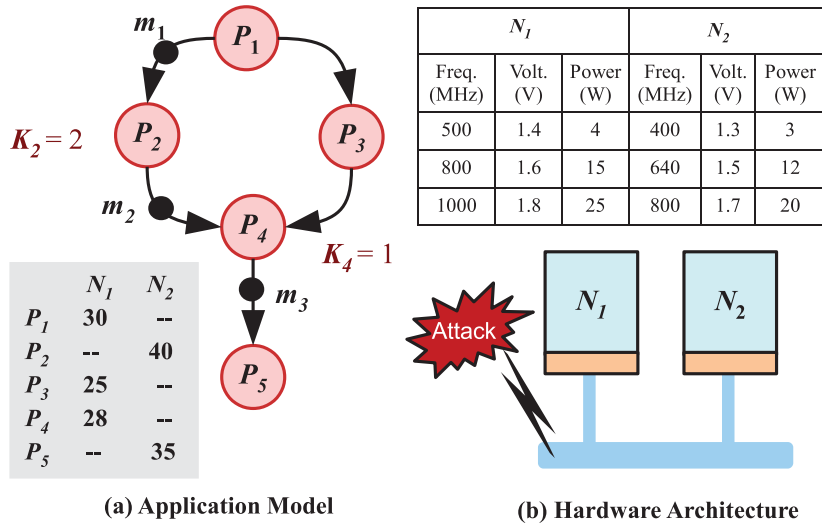 m1
P1
P2
P3
K2 = 2
m2
P4
K4 = 1
m3
P5
N1 N2
P1 30 --
P2 -- 40
P3 25 --
P4 28 --
P5 -- 35
(a) Application Model
N1 N2
Freq. (MHz) Volt. (V) Power (W) Freq. (MHz) Volt. (V) Power (W)
500 1.4 4 400 1.3 3
800 1.6 15 640 1.5 12
1000 1.8 25 800 1.7 20
Attack
N1
N2
(b) Hardware Architecture